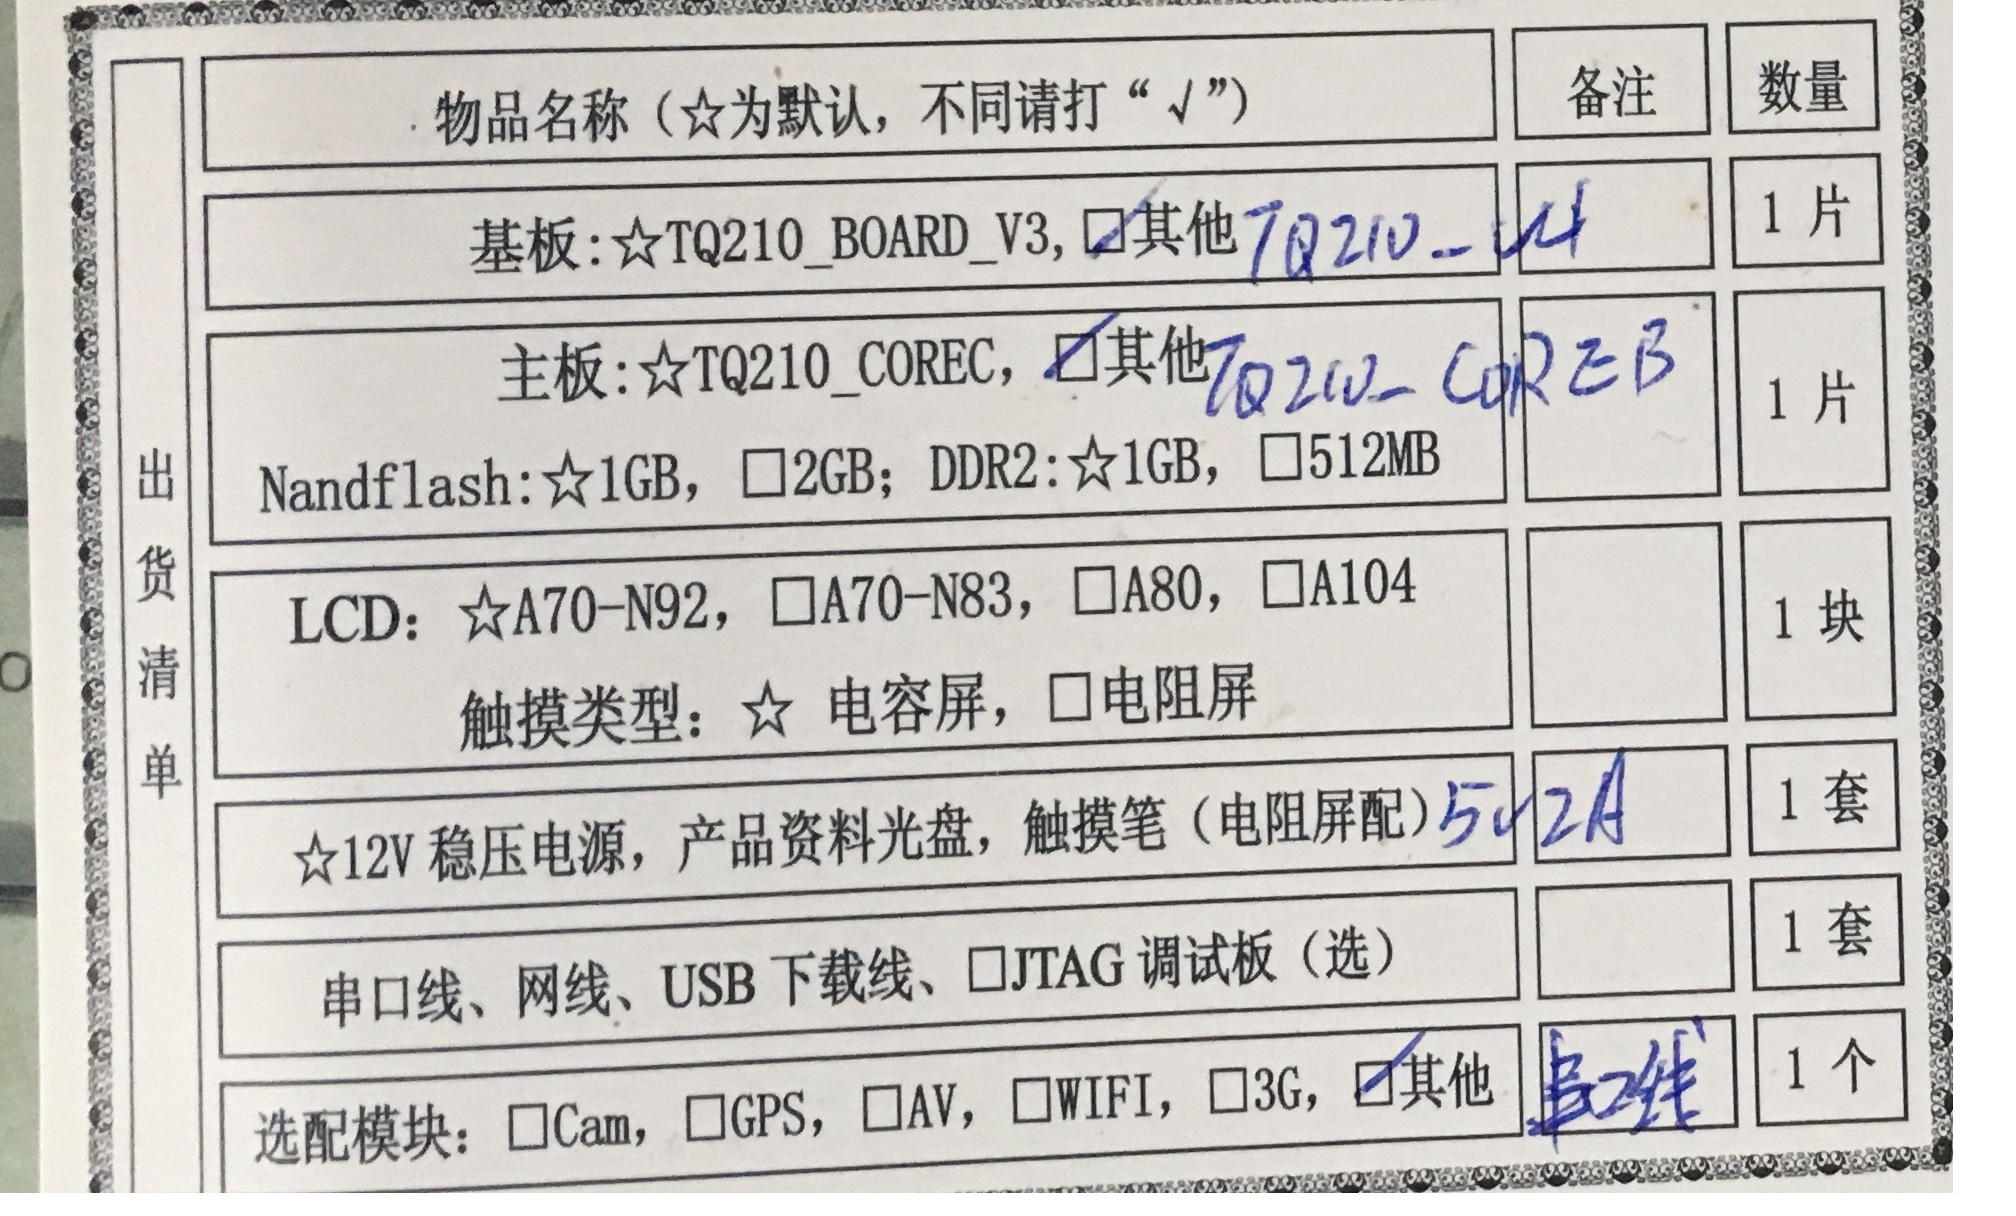 出货清单
物品名称（☆为默认，不同请打“√”） 备注 数量
基板:☆TQ210_BOARD_V3,☑其他 TQ210_V4 1 片
主板:☆TQ210_COREC, ☑其他 TQ210_COREB
Nandflash:☆1GB, □2GB; DDR2:☆1GB, □512MB 1 片
LCD: ☆A70-N92, □A70-N83, □A80, □A104
触摸类型: ☆ 电容屏, □电阻屏 1 块
☆12V 稳压电源, 产品资料光盘, 触摸笔（电阻屏配） 5V2A 1 套
串口线、网线、USB 下载线、□JTAG 调试板（选） 1 套
选配模块: □Cam, □GPS, □AV, □WIFI, □3G, ☑其他 1 个